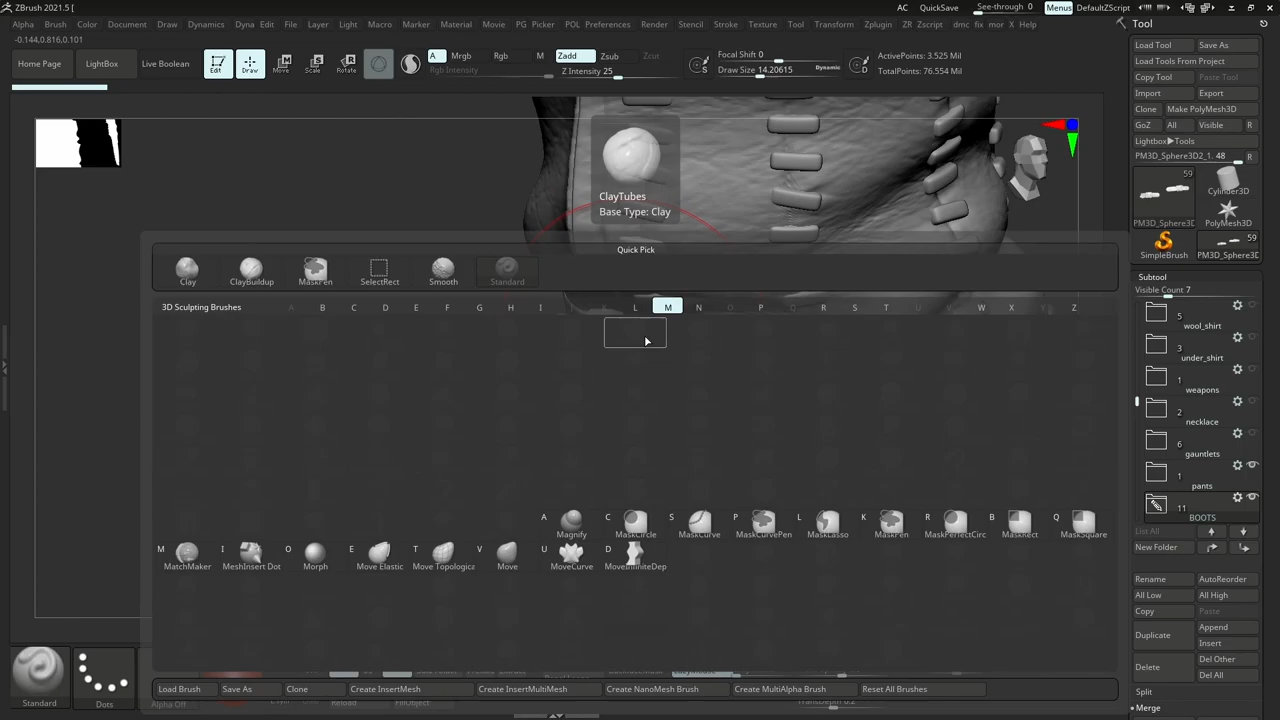 ZBrush 2021.5 [
AC QuickSave See-through 0 Menus DefaultZScript
Alpha Brush Color Document Draw Dynamics Dyna Edit File Layer Light Macro Marker Material Movie PG Picker POL Preferences Render Stencil Stroke Texture Tool Transform Zplugin ZR Zscript dmc fix mor X Help
-0.144,0.816,0.101
Home Page LightBox Live Boolean Edit Draw Move Scale Rotate
A Mrgb Rgb M Zadd Zsub Zcut
Rgb Intensity Z Intensity 25
Focal Shift 0
Draw Size 14.20615 Dynamic
S D
ActivePoints: 3.525 Mil
TotalPoints: 76.554 Mil
ClayTubes
Base Type: Clay
Quick Pick
Clay ClayBuildup MaskPen SelectRect Smooth Standard
3D Sculpting Brushes A B C D E F G H I K L M N O P Q R S T U V W X Y Z
A Magnify C MaskCircle S MaskCurve P MaskCurvePen L MaskLasso K MaskPen R MaskPerfectCirc B MaskRect Q MaskSquare
M MatchMaker I MeshInsert Dot O Morph E Move Elastic T Move Topologica V Move U MoveCurve D MoveInfiniteDep
Load Brush Save As Clone Create InsertMesh Create InsertMultiMesh Create NanoMesh Brush Create MultiAlpha Brush Reset All Brushes
Standard Dots Alpha Off Reload FillObject TransDepth 0.2
Tool
Load Tool Save As
Load Tools From Project
Copy Tool Paste Tool
Import Export
Clone Make PolyMesh3D
GoZ All Visible R
Lightbox▶Tools
PM3D_Sphere3D2_1. 48 R
59
PM3D_Sphere3D Cylinder3D
PolyMesh3D
59
SimpleBrush PM3D_Sphere3D
Subtool
Visible Count 7
5
wool_shirt
3
under_shirt
1
weapons
2
necklace
6
gauntlets
1
pants
11
BOOTS
List All
New Folder
Rename AutoReorder
All Low All High
Copy Paste
Duplicate Append
Insert
Delete Del Other
Del All
Split
Merge